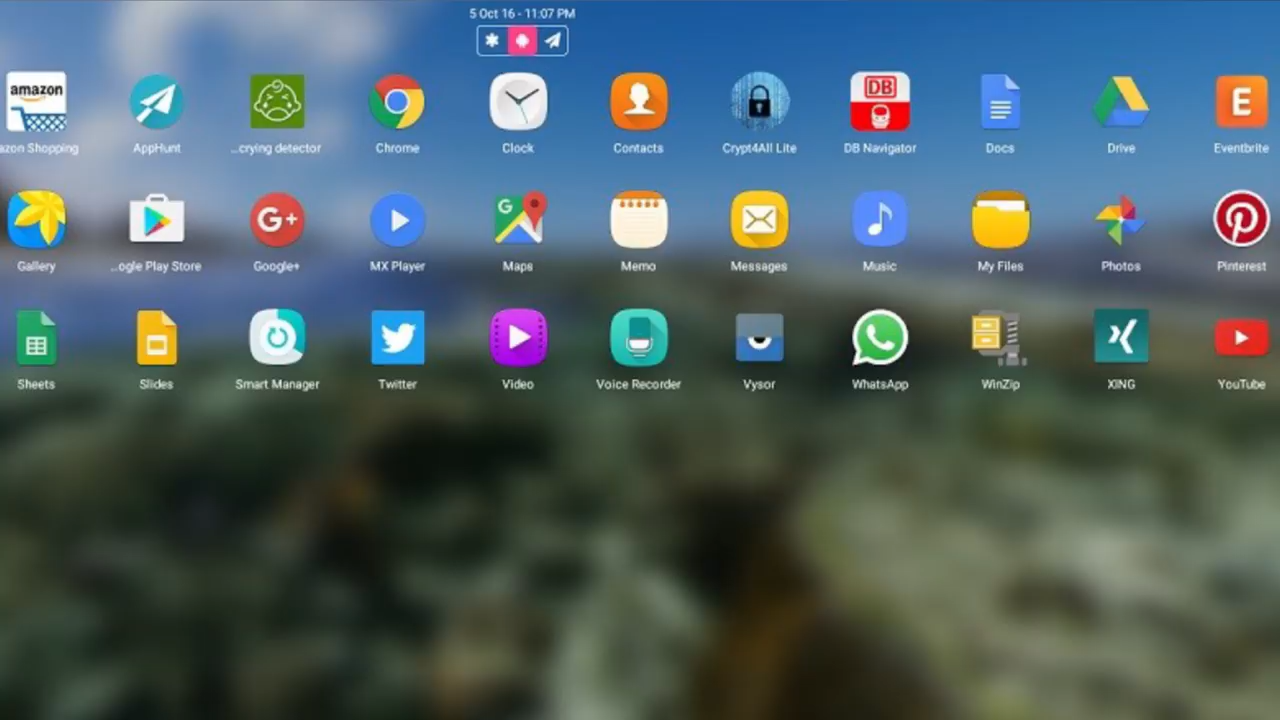 5 Oct 16 - 11:07 PM
amazon
DB
E
azon Shopping
AppHunt
...crying detector
Chrome
Clock
Contacts
Crypt4All Lite
DB Navigator
Docs
Drive
Eventbrite
G+
G
Gallery
...ogle Play Store
Google+
MX Player
Maps
Memo
Messages
Music
My Files
Photos
Pinterest
Sheets
Slides
Smart Manager
Twitter
Video
Voice Recorder
Vysor
WhatsApp
WinZip
XING
YouTube